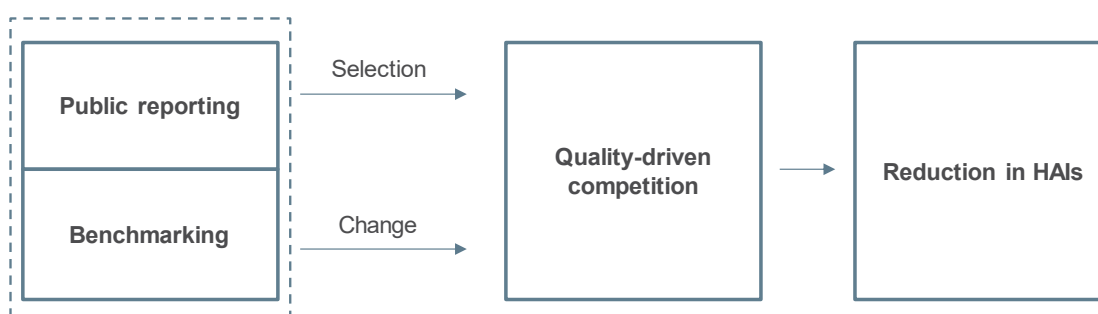 Public reporting
Benchmarking
Selection
Change
Quality-driven
competition
Reduction in HAIs